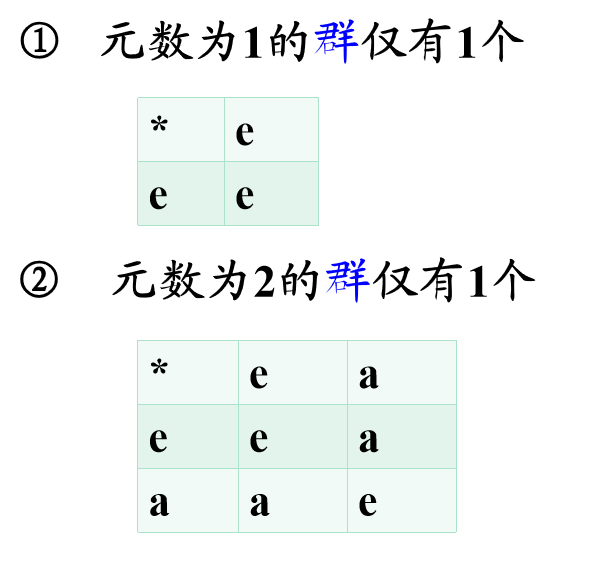 ① 元数为1的群仅有1个
* e
e e
② 元数为2的群仅有1个
* e a
e e a
a a e